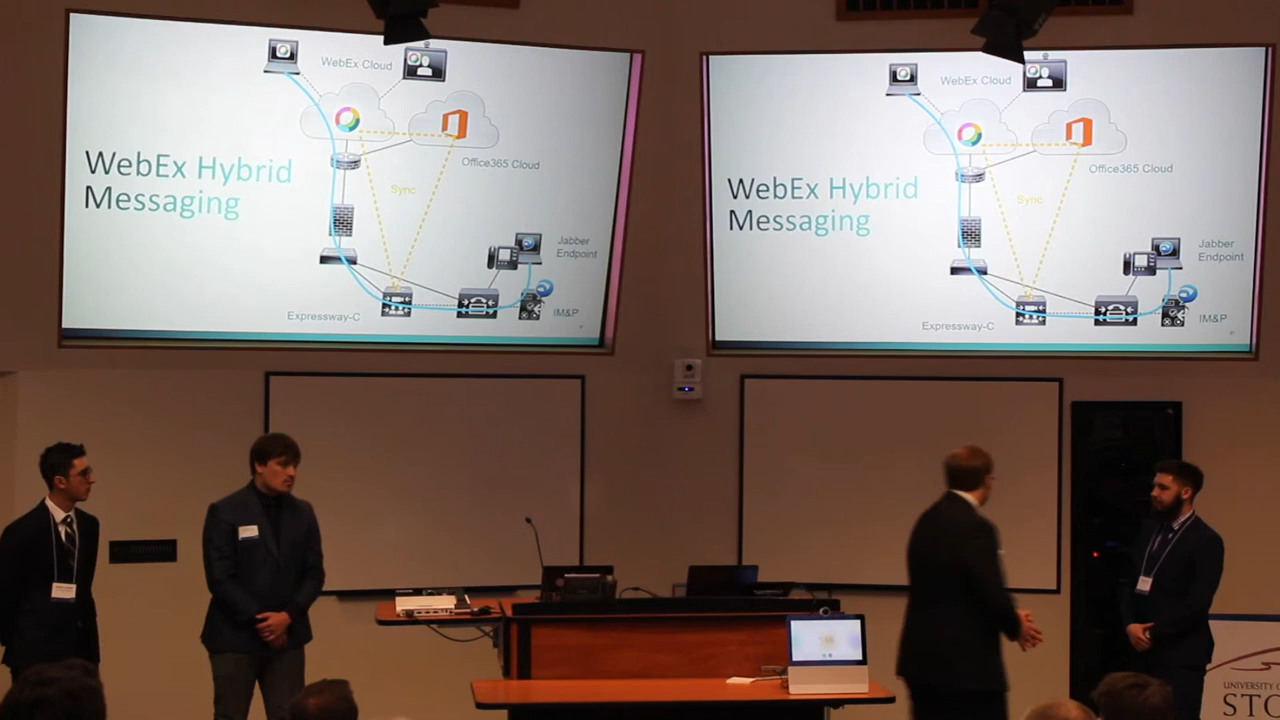 WebEx Hybrid
Messaging
WebEx Cloud
Office365 Cloud
Sync
Jabber
Endpoint
Expressway-C
IM&P
WebEx Hybrid
Messaging
WebEx Cloud
Office365 Cloud
Sync
Jabber
Endpoint
Expressway-C
IM&P
UNIVERSITY